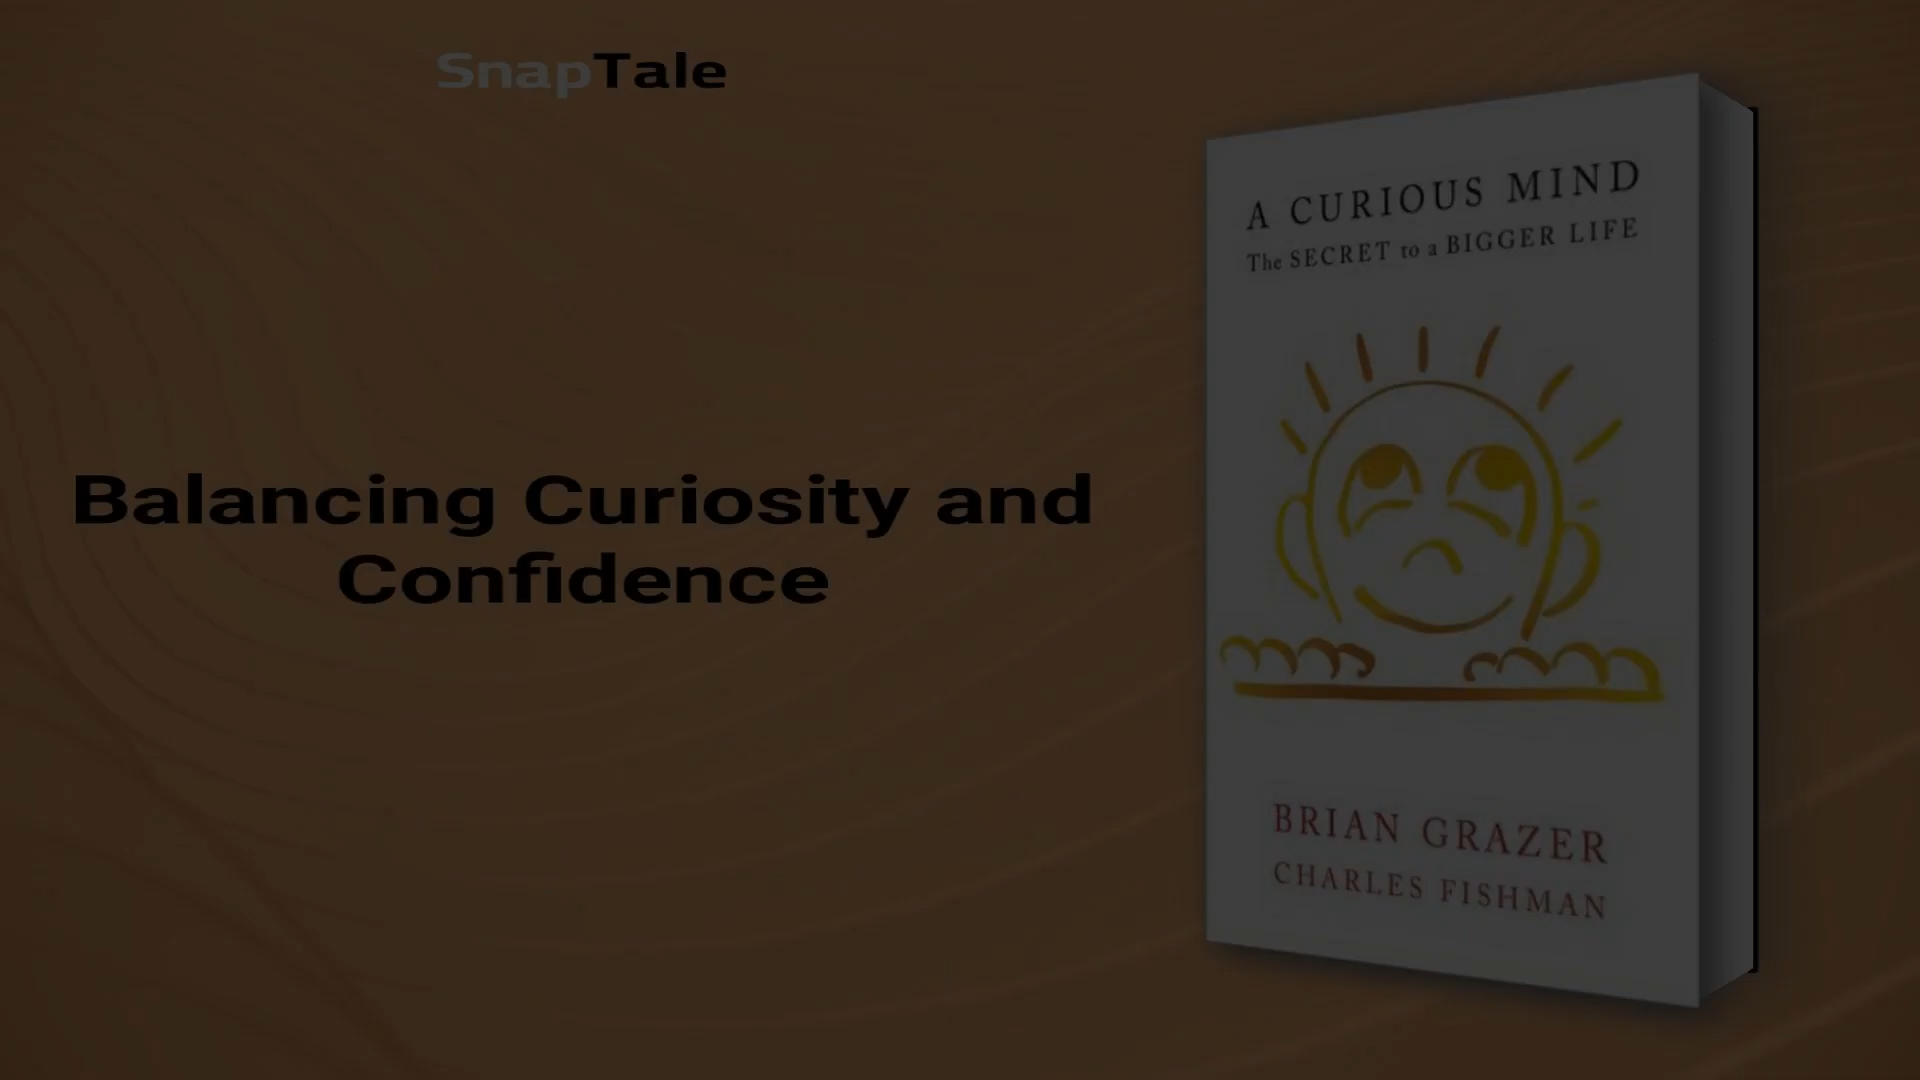 SnapTale
Balancing Curiosity and
Confidence
A CURIOUS MIND
The SECRET to a BIGGER LIFE
BRIAN GRAZER
CHARLES FISHMAN